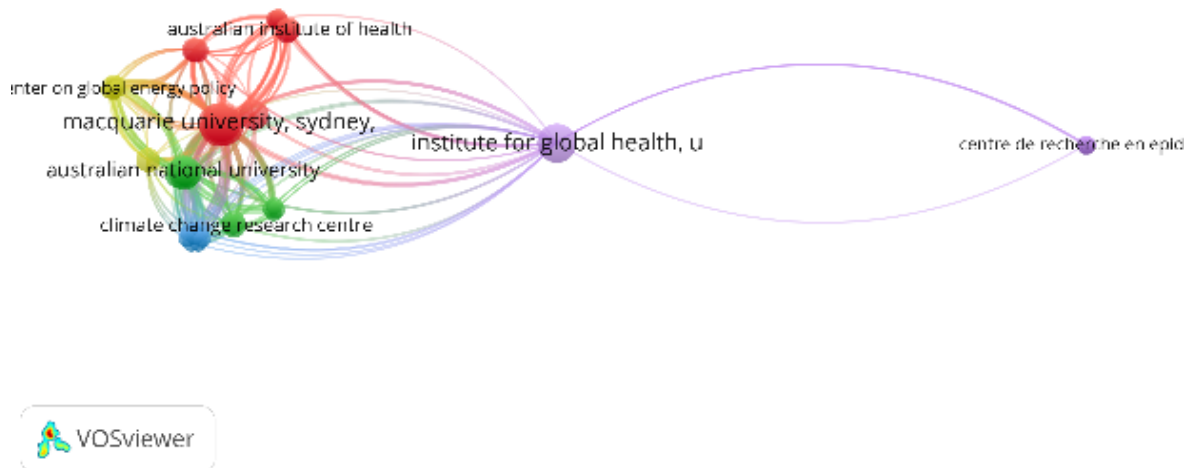 australian institute of health
enter on global energy policy
macquarie university, sydney,
institute for global health, u
centre de recherche en epid
australian national university
climate change research centre
VOSviewer